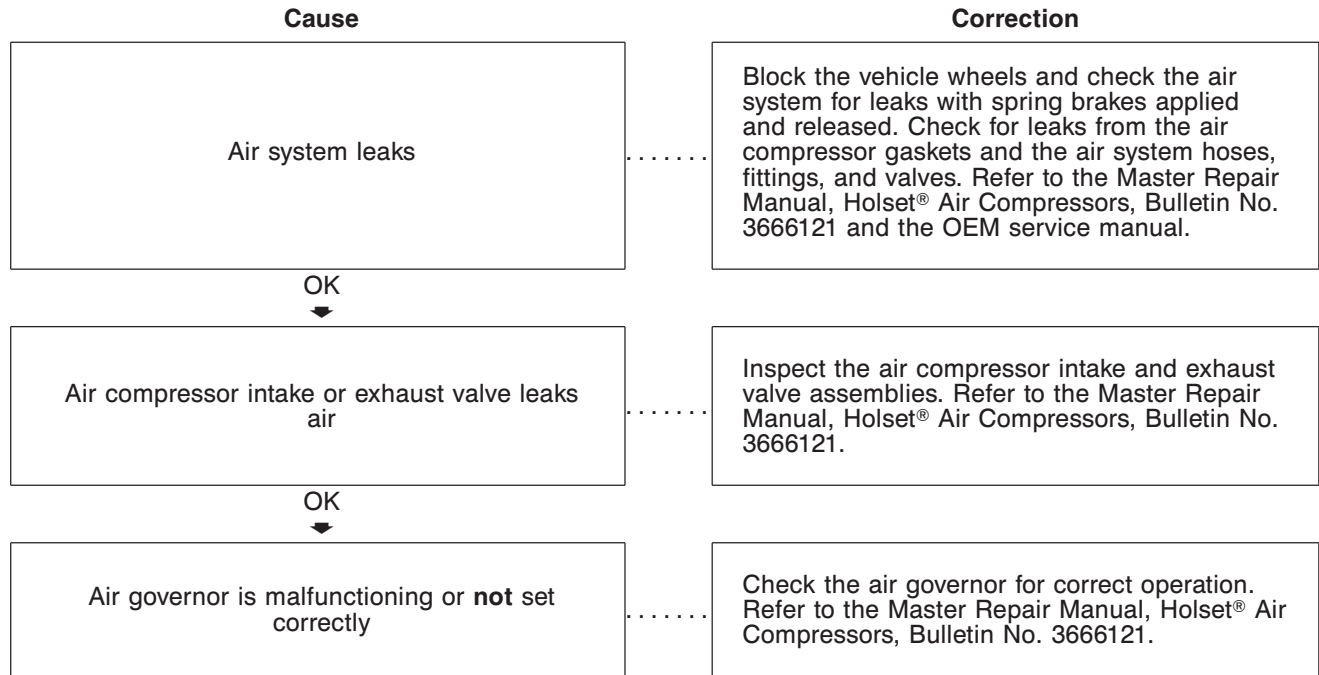 Cause
Correction
Air system leaks
.......
Block the vehicle wheels and check the air
system for leaks with spring brakes applied
and released. Check for leaks from the air
compressor gaskets and the air system hoses,
fittings, and valves. Refer to the Master Repair
Manual, Holset® Air Compressors, Bulletin No.
3666121 and the OEM service manual.
OK
Air compressor intake or exhaust valve leaks
air
.......
Inspect the air compressor intake and exhaust
valve assemblies. Refer to the Master Repair
Manual, Holset® Air Compressors, Bulletin No.
3666121.
OK
Air governor is malfunctioning or not set
correctly
.......
Check the air governor for correct operation.
Refer to the Master Repair Manual, Holset® Air
Compressors, Bulletin No. 3666121.